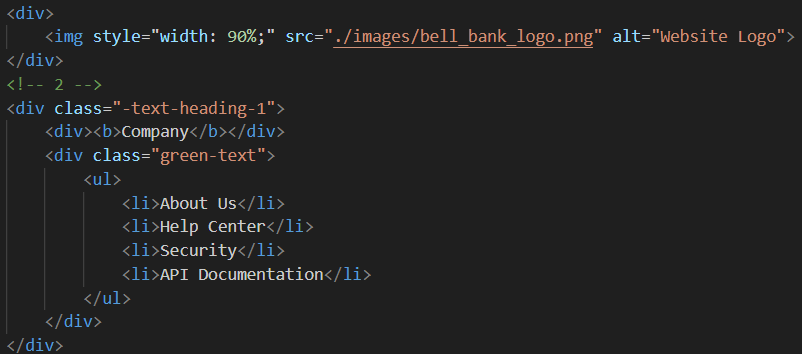 <div>
    <img style="width: 90%;" src="./images/bell_bank_logo.png" alt="Website Logo">
</div>
<!-- 2 -->
<div class="-text-heading-1">
    <div><b>Company</b></div>
    <div class="green-text">
        <ul>
            <li>About Us</li>
            <li>Help Center</li>
            <li>Security</li>
            <li>API Documentation</li>
        </ul>
    </div>
</div>